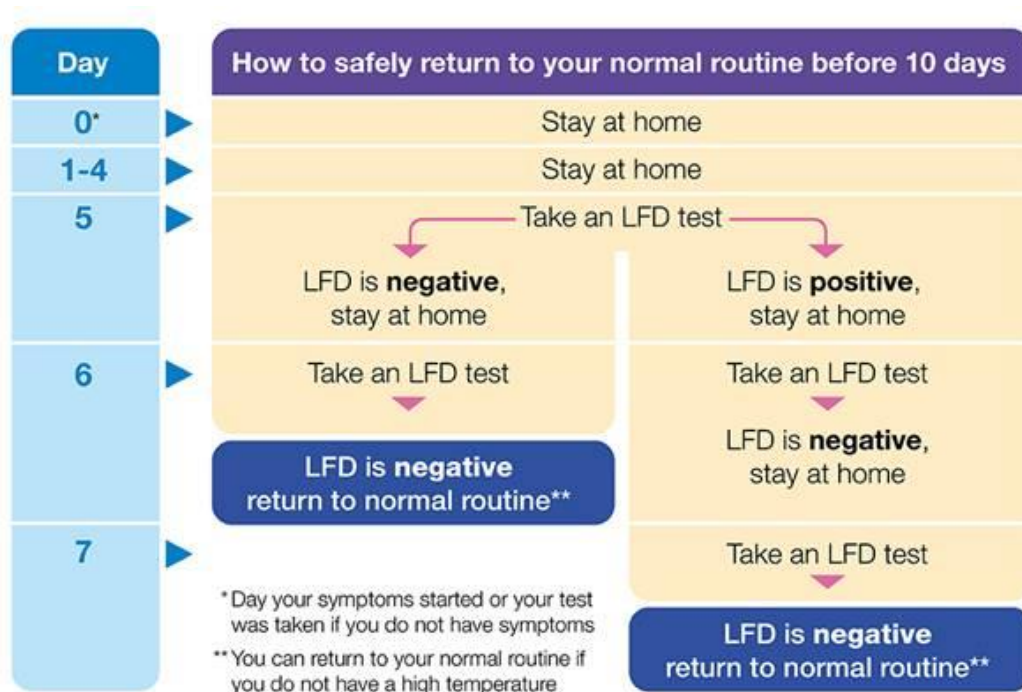 Day
How to safely return to your normal routine before 10 days
0*
Stay at home
1-4
Stay at home
5
Take an LFD test
LFD is negative,
stay at home
LFD is positive,
stay at home
6
Take an LFD test
Take an LFD test
LFD is negative
return to normal routine**
LFD is negative,
stay at home
7
Take an LFD test
LFD is negative
return to normal routine**
*Day your symptoms started or your test
was taken if you do not have symptoms
**You can return to your normal routine if
you do not have a high temperature